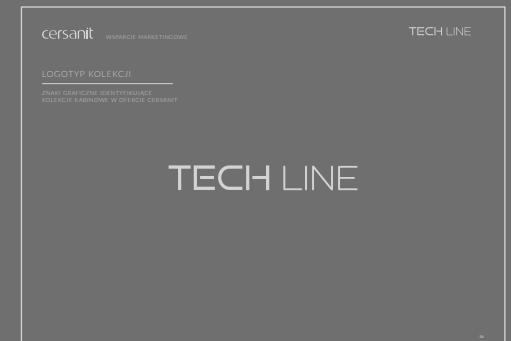 cersanit WSPARCIE MARKETINGOWE
TECH LINE
LOGOTYP KOLEKCJI
ZNAKI GRAFICZNE IDENTYFIKUJĄCE
KOLEKCJE KABINOWE W OFERCIE CERSANIT
TECH LINE